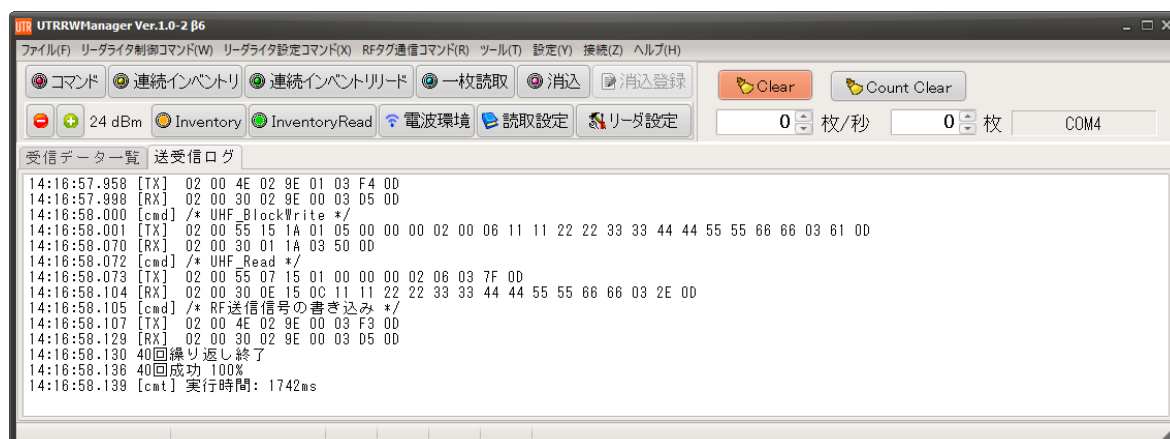 UTR UTRRWManager Ver.1.0-2 β6
ファイル(F) リーダライタ制御コマンド(W) リーダライタ設定コマンド(X) RFタグ通信コマンド(R) ツール(T) 設定(Y) 接続(Z) ヘルプ(H)
コマンド 連続インベントリ 連続インベントリリード 一枚読取 消込 消込登録 Clear Count Clear
24 dBm Inventory InventoryRead 電波環境 読取設定 リーダ設定 0 枚/秒 0 枚 COM4
受信データ一覧 送受信ログ
14:16:57.958 [TX] 02 00 4E 02 9E 01 03 F4 0D
14:16:57.998 [RX] 02 00 30 02 9E 00 03 D5 0D
14:16:58.000 [cmd] /* UHF_BlockWrite */
14:16:58.001 [TX] 02 00 55 15 1A 01 05 00 00 00 02 00 06 11 11 22 22 33 33 44 44 55 55 66 66 03 61 0D
14:16:58.070 [RX] 02 00 30 01 1A 03 50 0D
14:16:58.072 [cmd] /* UHF_Read */
14:16:58.073 [TX] 02 00 55 07 15 01 00 00 00 02 06 03 7F 0D
14:16:58.104 [RX] 02 00 30 0E 15 0C 11 11 22 22 33 33 44 44 55 55 66 66 03 2E 0D
14:16:58.105 [cmd] /* RF送信信号の書き込み */
14:16:58.107 [TX] 02 00 4E 02 9E 00 03 F3 0D
14:16:58.129 [RX] 02 00 30 02 9E 00 03 D5 0D
14:16:58.130 40回繰り返し終了
14:16:58.136 40回成功 100%
14:16:58.139 [cmt] 実行時間: 1742ms